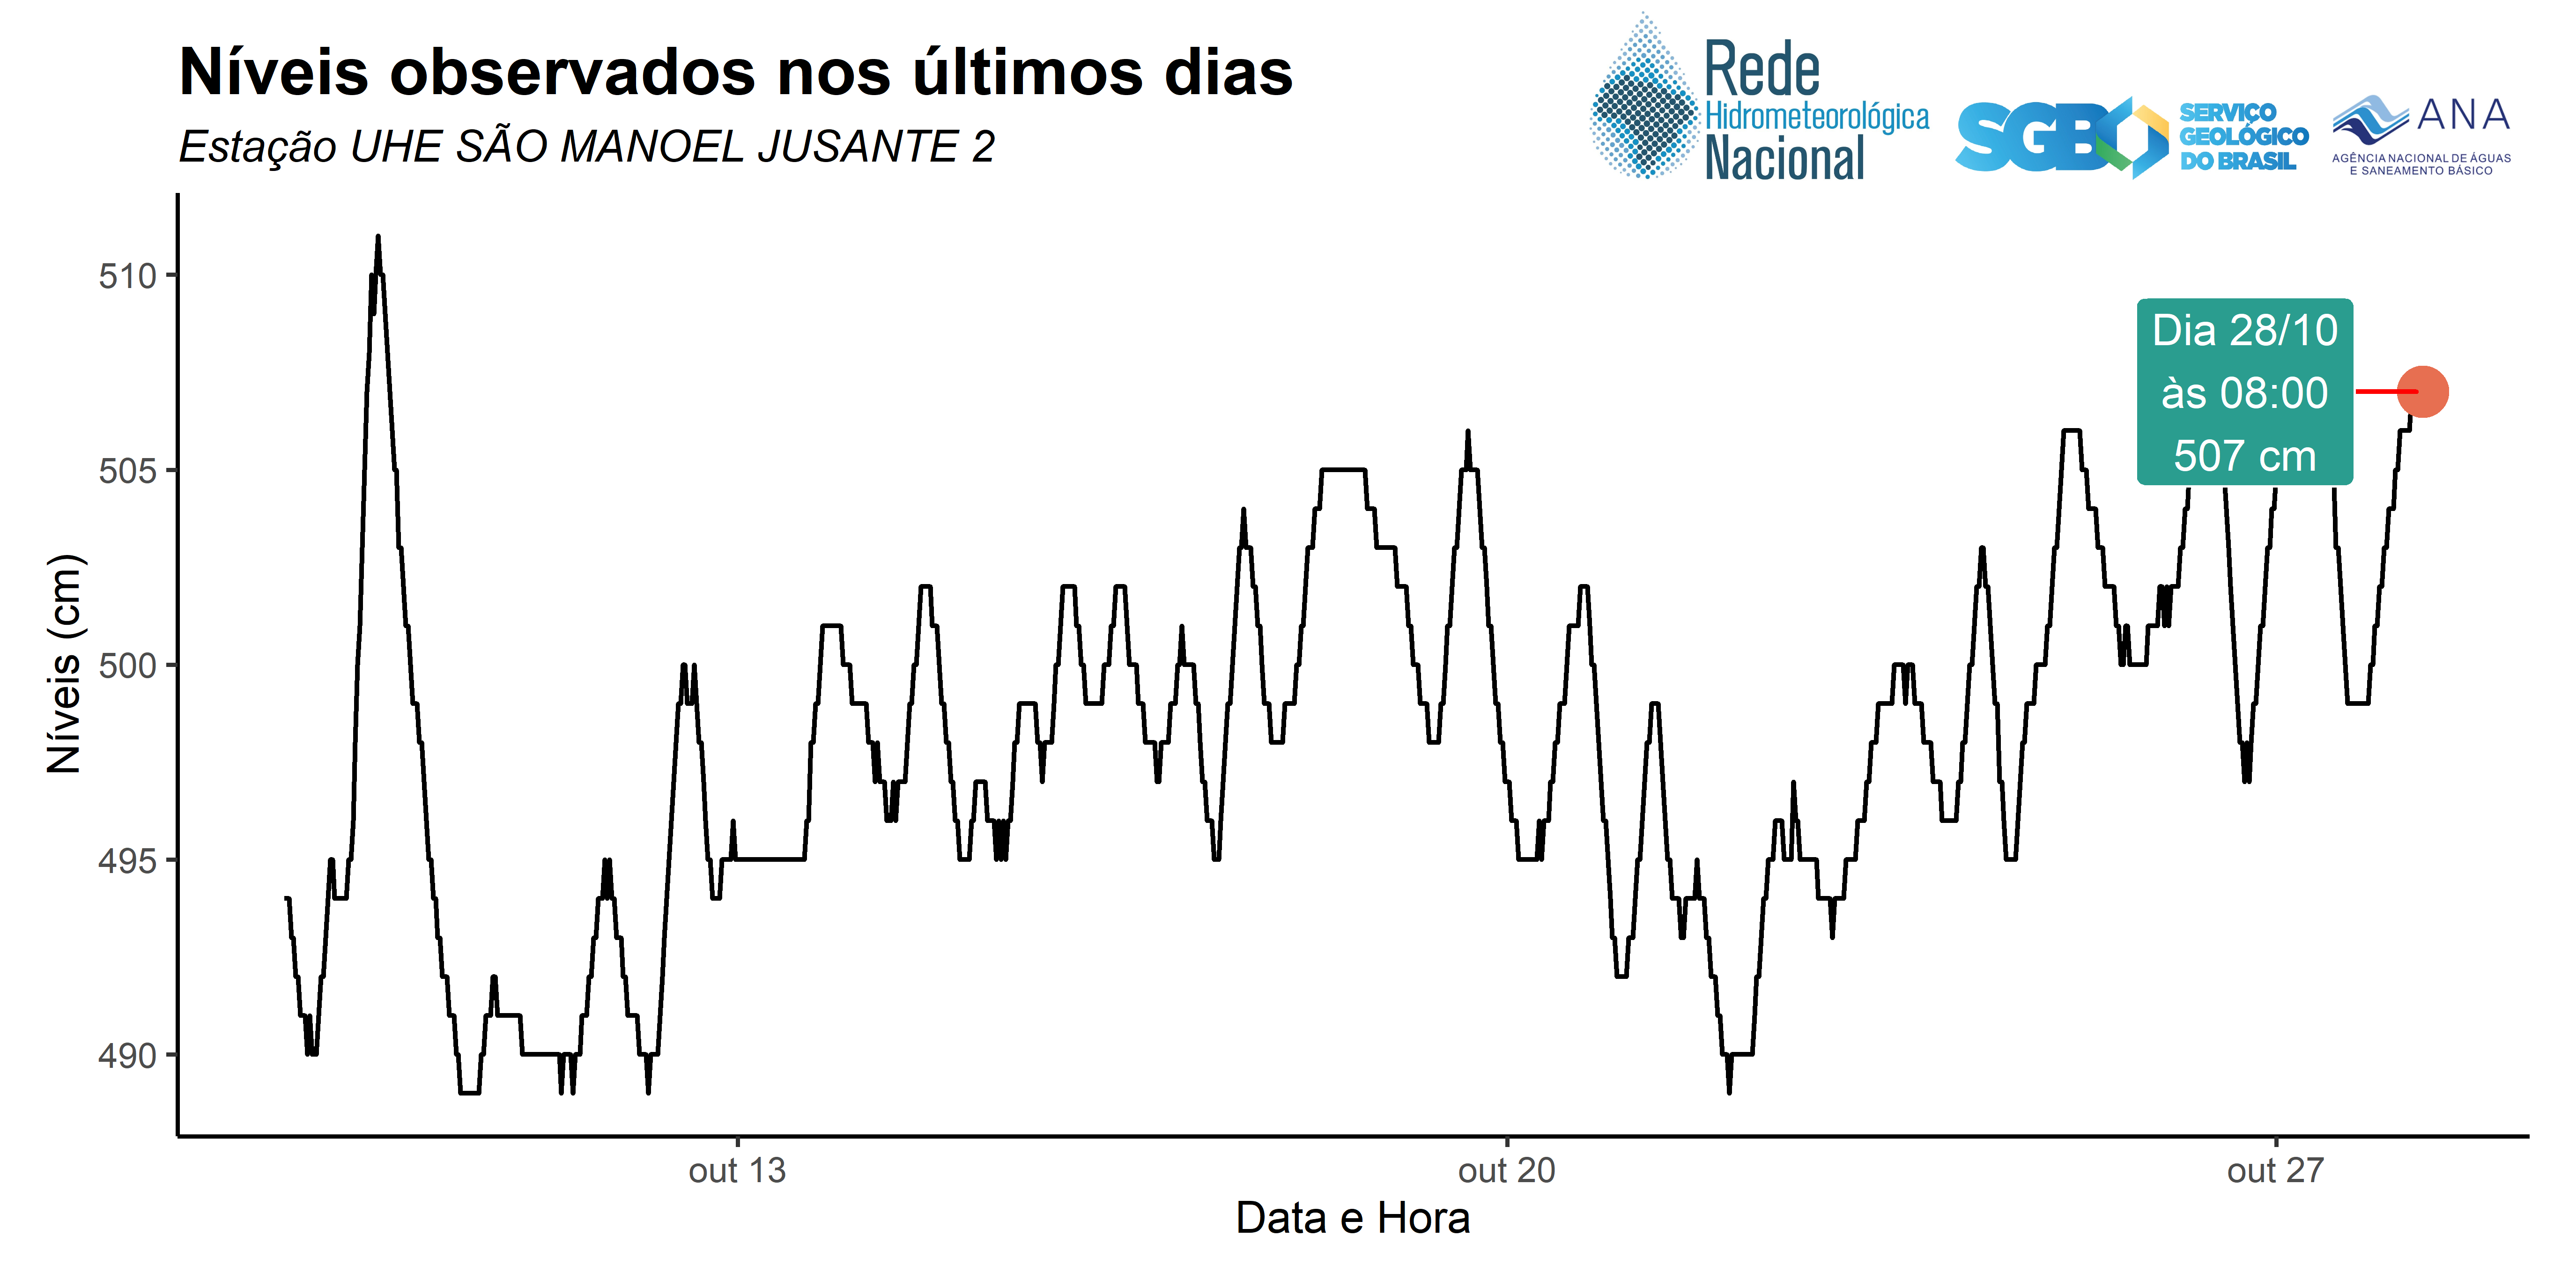 Níveis observados nos últimos dias
Estação UHE SÃO MANOEL JUSANTE 2
Rede
Hidrometeorológica
Nacional
SGB
SERVIÇO
GEOLÓGICO
DO BRASIL
ANA
AGÊNCIA NACIONAL DE ÁGUAS
E SANEAMENTO BÁSICO
Níveis (cm)
510
505
500
495
490
Dia 28/10
às 08:00
507 cm
out 13
out 20
out 27
Data e Hora